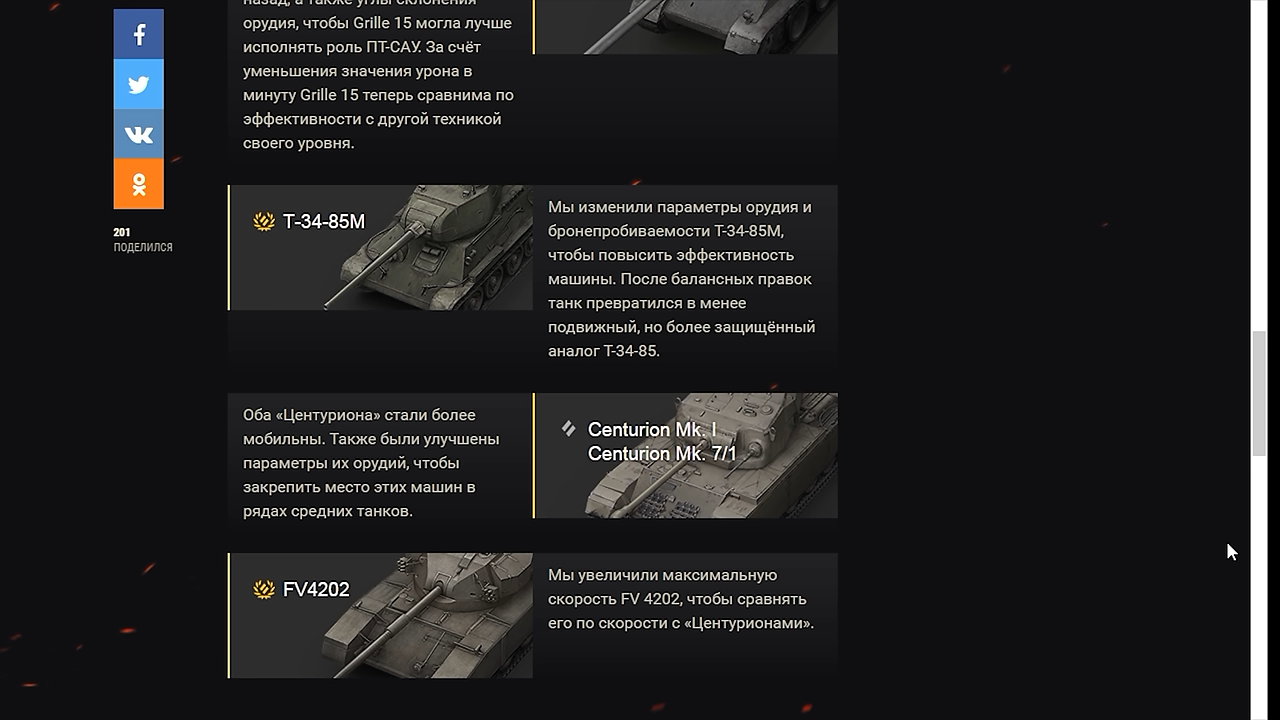 назад, а также углы склонения
орудия, чтобы Grille 15 могла лучше
исполнять роль ПТ-САУ. За счёт
уменьшения значения урона в
минуту Grille 15 теперь сравнима по
эффективности с другой техникой
своего уровня.
201
ПОДЕЛИЛСЯ
T-34-85M
Мы изменили параметры орудия и
бронепробиваемости Т-34-85М,
чтобы повысить эффективность
машины. После балансных правок
танк превратился в менее
подвижный, но более защищённый
аналог Т-34-85.
Оба «Центуриона» стали более
мобильны. Также были улучшены
параметры их орудий, чтобы
закрепить место этих машин в
рядах средних танков.
Centurion Mk. I
Centurion Mk. 7/1
FV4202
Мы увеличили максимальную
скорость FV 4202, чтобы сравнять
его по скорости с «Центурионами».